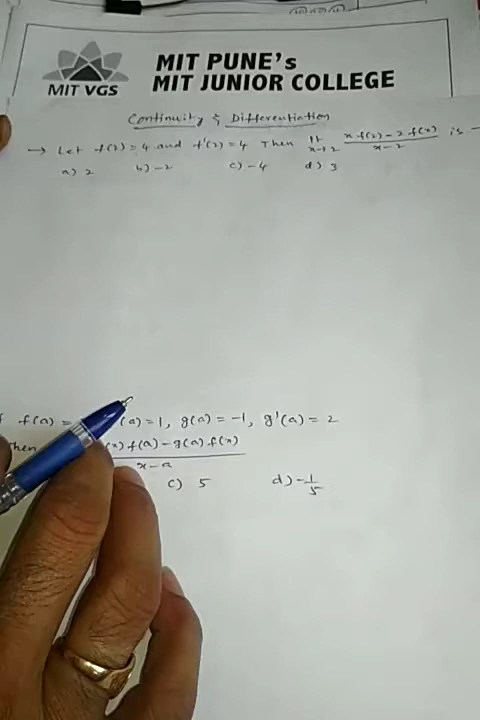 MIT PUNE's
MIT JUNIOR COLLEGE
MIT VGS
Continuity & Differentiation
→ Let f(2) = 4 and f'(2) = 4 Then lt x→2 x f(2) - 2 f(x) / x-2 is -
a) 2 b) -2 c) -4 d) 3
f(a) = (a) = 1, g(a) = -1, g'(a) = 2
Then (x) f(a) - g(a) f(x) / x-a
c) 5 d) -1/5